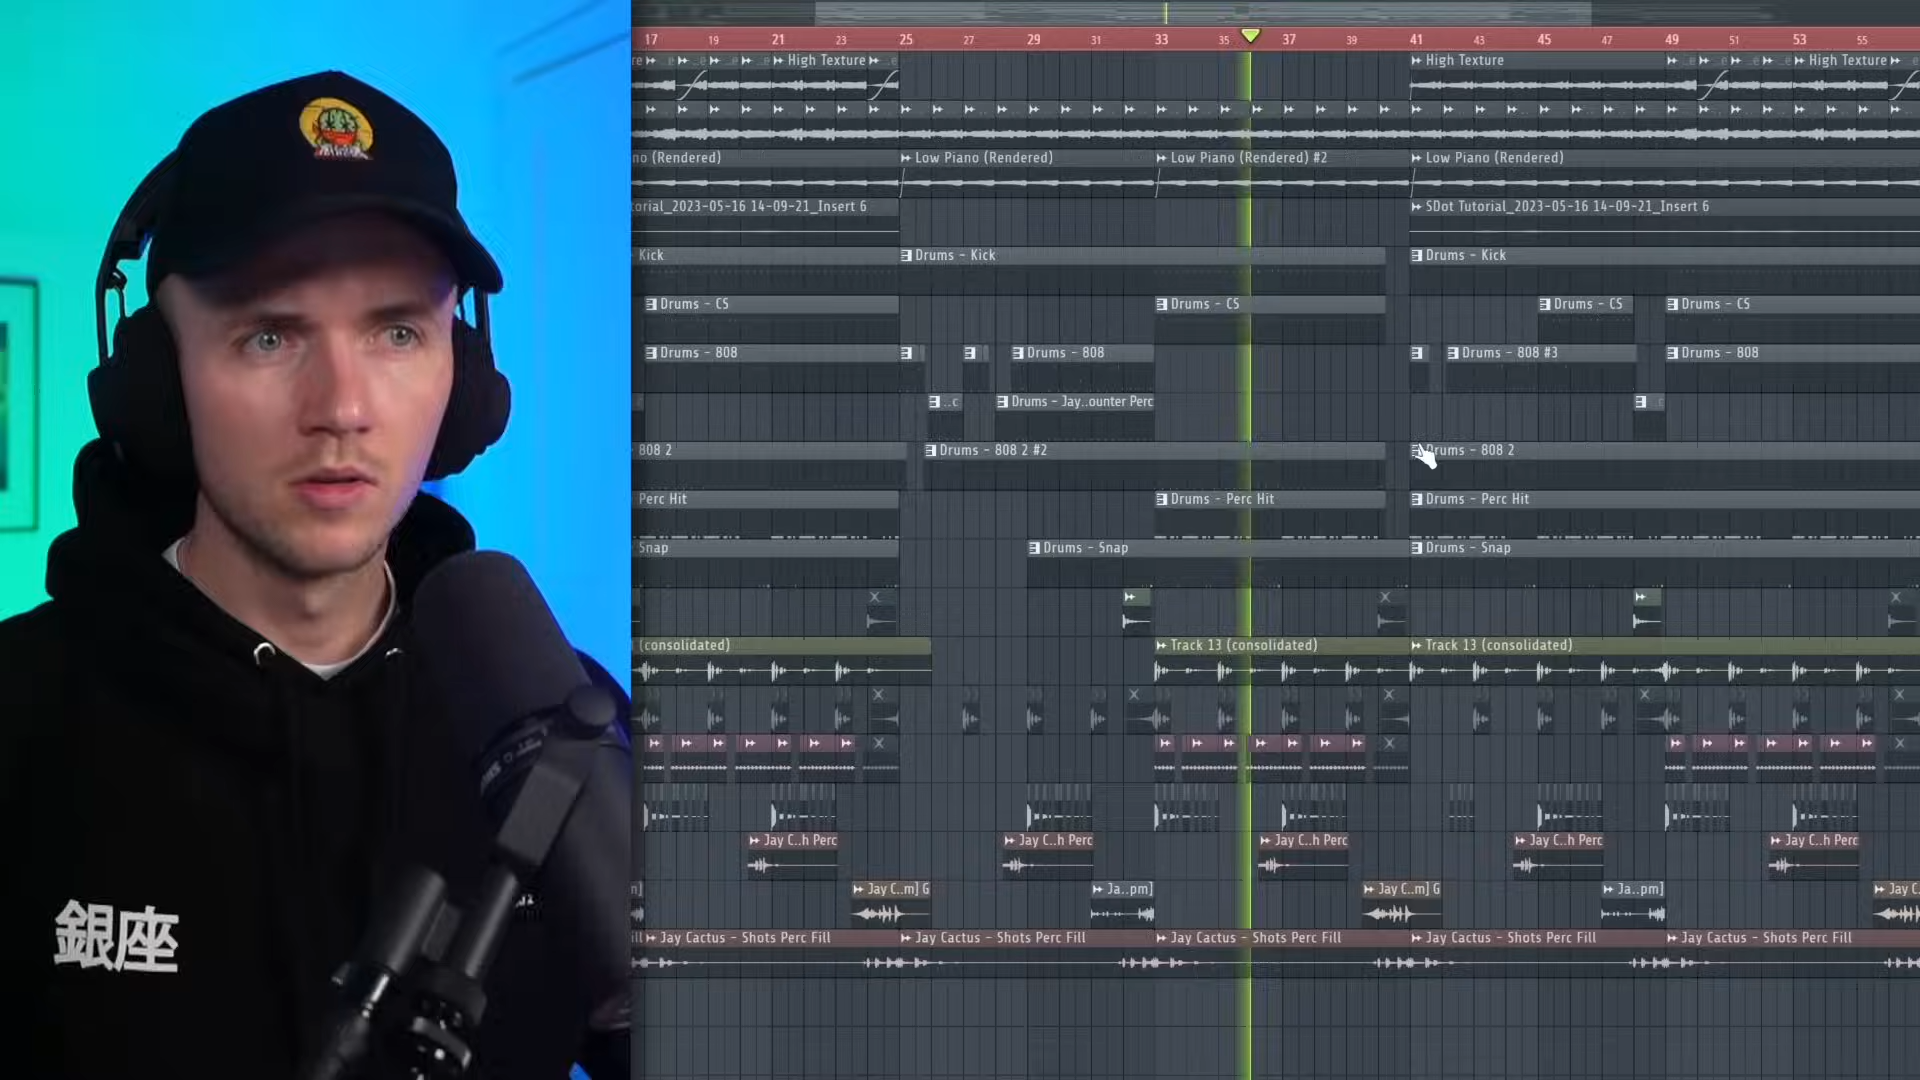 17 19 21 23 25 27 29 31 33 35 37 39 41 43 45 47 49 51 53 55
High Texture High Texture High Texture
no (Rendered) Low Piano (Rendered) Low Piano (Rendered) #2 Low Piano (Rendered)
torial_2023-05-16 14-09-21_Insert 6 SDot Tutorial_2023-05-16 14-09-21_Insert 6
Kick Drums - Kick Drums - Kick
Drums - CS Drums - CS Drums - CS Drums - CS
Drums - 808 Drums - 808 Drums - 808 #3 Drums - 808
..c Drums - Jay..ounter Perc
808 2 Drums - 808 2 #2 Drums - 808 2
Perc Hit Drums - Perc Hit Drums - Perc Hit
Snap Drums - Snap Drums - Snap
(consolidated) Track 13 (consolidated) Track 13 (consolidated)
Jay C..h Perc Jay C..h Perc Jay C..h Perc Jay C..h Perc Jay C..h Perc
Jay C..m] G Ja..pm] Jay C..m] G Ja..pm] Jay C
Jay Cactus - Shots Perc Fill Jay Cactus - Shots Perc Fill Jay Cactus - Shots Perc Fill Jay Cactus - Shots Perc Fill Jay Cactus - Shots Perc Fill
銀座